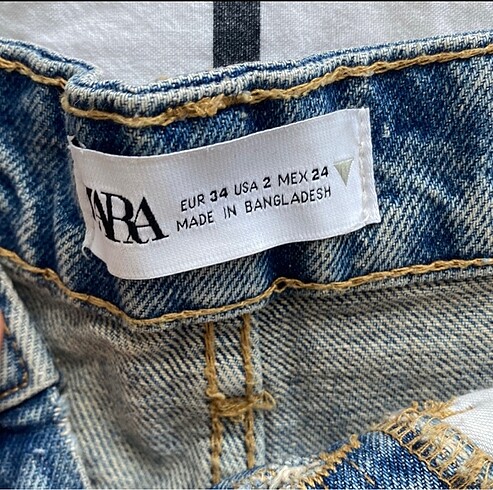 ZARA
EUR 34 USA 2 MEX 24
MADE IN BANGLADESH